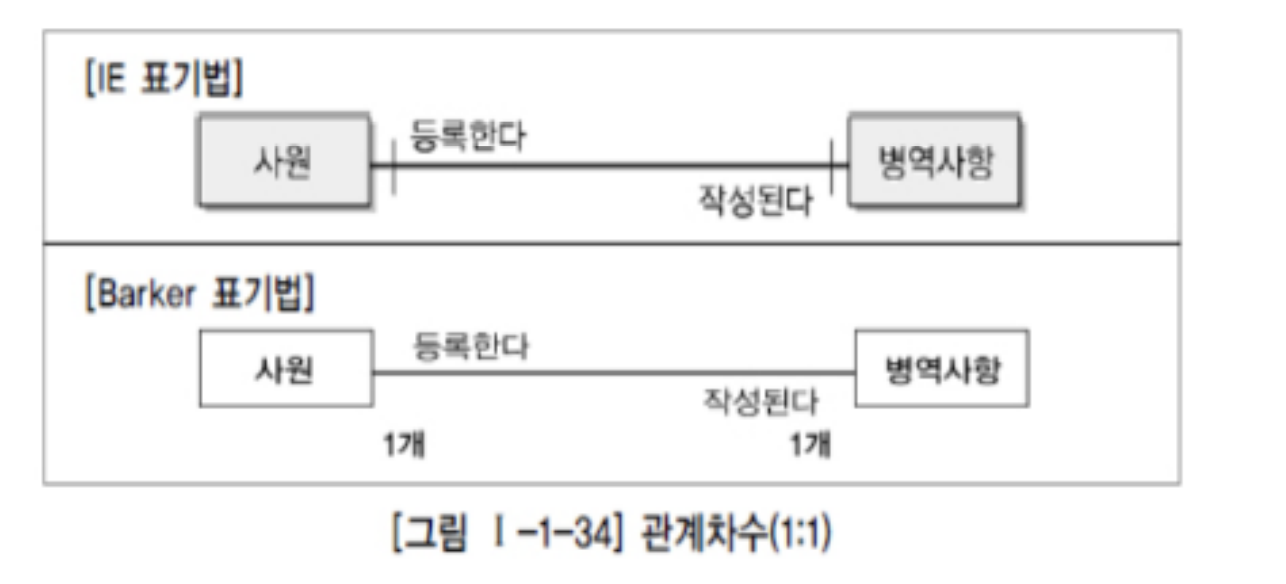 [IE 표기법]
등록한다
사원
병역사항
작성된다
[Barker 표기법]
등록한다
사원
병역사항
작성된다
1개
1개
[그림 Ⅰ-1-34] 관계차수(1:1)